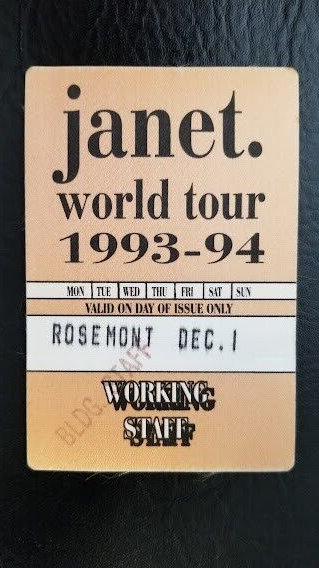 janet.
world tour
1993-94
MON TUE WED THU FRI SAT SUN
VALID ON DAY OF ISSUE ONLY
ROSEMONT DEC.1
BLDG. STAFF
WORKING
STAFF